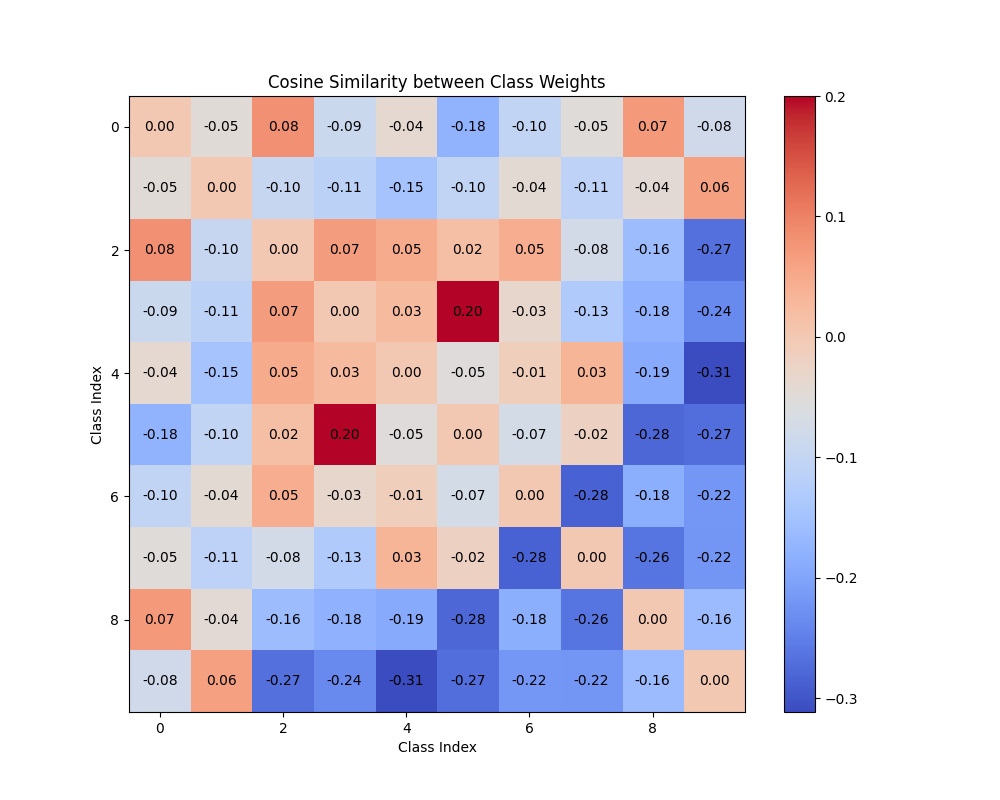 Cosine Similarity between Class Weights
0 0.00 -0.05 0.08 -0.09 -0.04 -0.18 -0.10 -0.05 0.07 -0.08
-0.05 0.00 -0.10 -0.11 -0.15 -0.10 -0.04 -0.11 -0.04 0.06
2 0.08 -0.10 0.00 0.07 0.05 0.02 0.05 -0.08 -0.16 -0.27
-0.09 -0.11 0.07 0.00 0.03 0.20 -0.03 -0.13 -0.18 -0.24
4 -0.04 -0.15 0.05 0.03 0.00 -0.05 -0.01 0.03 -0.19 -0.31
-0.18 -0.10 0.02 0.20 -0.05 0.00 -0.07 -0.02 -0.28 -0.27
6 -0.10 -0.04 0.05 -0.03 -0.01 -0.07 0.00 -0.28 -0.18 -0.22
-0.05 -0.11 -0.08 -0.13 0.03 -0.02 -0.28 0.00 -0.26 -0.22
8 0.07 -0.04 -0.16 -0.18 -0.19 -0.28 -0.18 -0.26 0.00 -0.16
-0.08 0.06 -0.27 -0.24 -0.31 -0.27 -0.22 -0.22 -0.16 0.00
0 2 4 6 8
Class Index
Class Index
0.2
0.1
0.0
−0.1
−0.2
−0.3